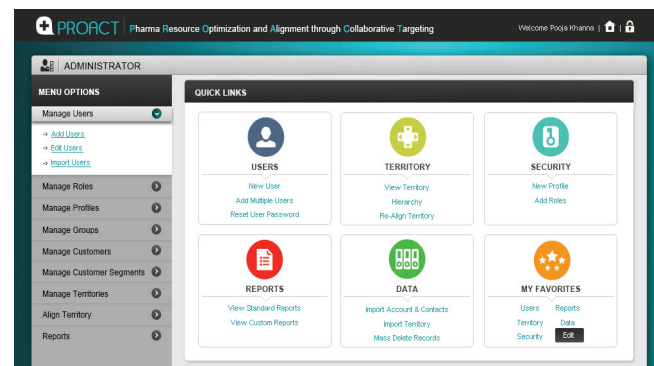 PROACT Pharma Resource Optimization and Alignment through Collaborative Targeting
Welcome Pooja Khanna | |
ADMINISTRATOR
MENU OPTIONS
Manage Users
Add Users
Edit Users
Import Users
Manage Roles
Manage Profiles
Manage Groups
Manage Customers
Manage Customer Segments
Manage Territories
Align Territory
Reports
QUICK LINKS
USERS
New User
Add Multiple Users
Reset User Password
TERRITORY
View Territory
Hierarchy
Re-Align Territory
SECURITY
New Profile
Add Roles
REPORTS
View Standard Reports
View Custom Reports
DATA
Import Account & Contacts
Import Territory
Mass Delete Records
MY FAVORITES
Users Reports
Territory Data
Security Edit